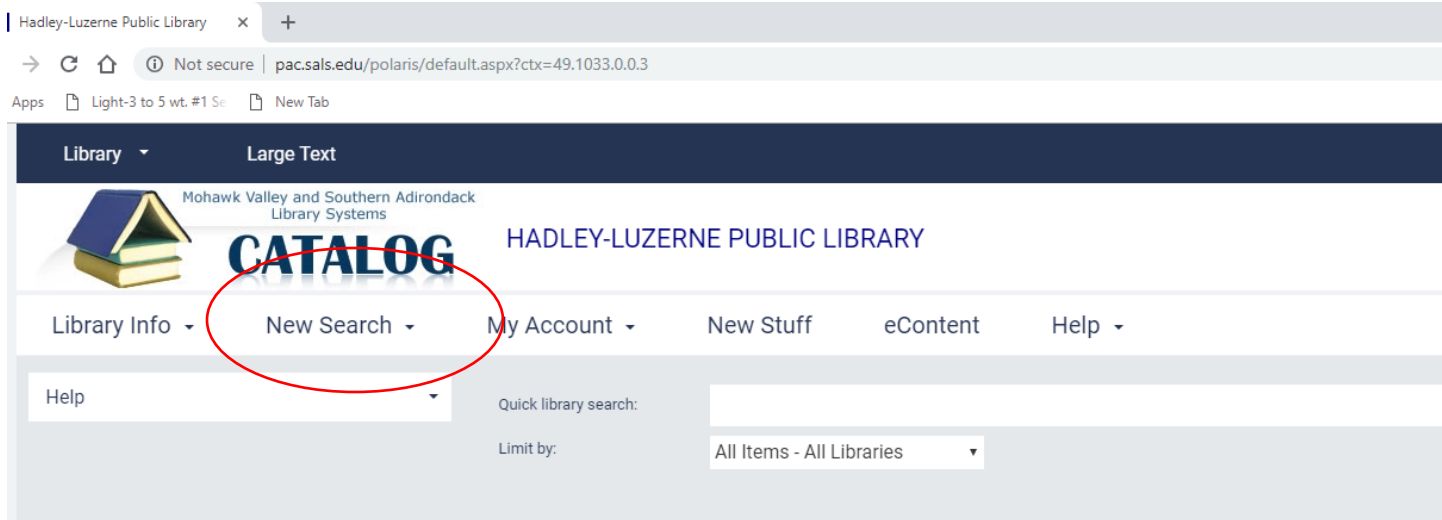 Hadley-Luzerne Public Library
Not secure | pac.sals.edu/polaris/default.aspx?ctx=49.1033.0.0.3
Apps Light-3 to 5 wt. #1 Se New Tab
Library Large Text
Mohawk Valley and Southern Adirondack
Library Systems
CATALOG
HADLEY-LUZERNE PUBLIC LIBRARY
Library Info New Search My Account New Stuff eContent Help
Help
Quick library search:
Limit by: All Items - All Libraries